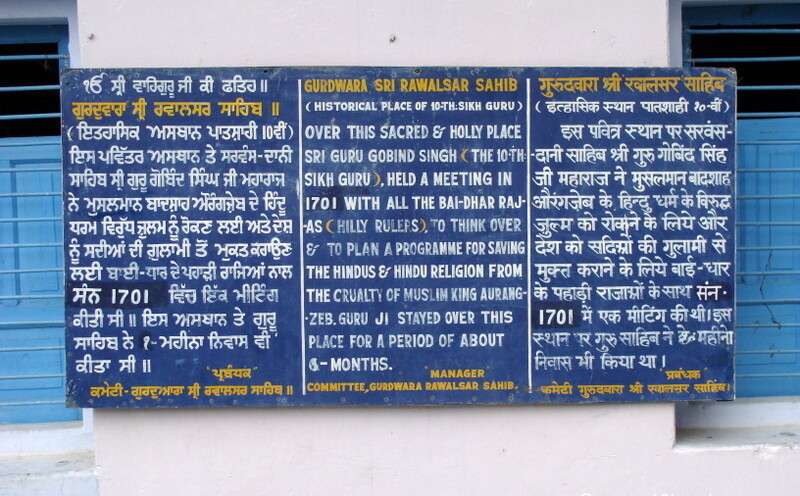 ੴ ਸ੍ਰੀ ਵਾਹਿਗੁਰੂ ਜੀ ਕੀ ਫਤਿਹ॥
ਗੁਰਦੁਵਾਰਾ ਸ੍ਰੀ ਰਵਾਲਸਰ ਸਾਹਿਬ॥
(ਇਤਹਾਸਿਕ ਅਸਥਾਨ ਪਾਤਸ਼ਾਹੀ 10ਵੀਂ)
ਇਸ ਪਵਿੱਤਰ ਅਸਥਾਨ ਤੇ ਸਰਵੰਸ-ਦਾਨੀ
ਸਾਹਿਬ ਸ੍ਰੀ ਗੁਰੂ ਗੋਬਿੰਦ ਸਿੰਘ ਜੀ ਮਹਾਰਾਜ
ਨੇ ਮੁਸਲਮਾਨ ਬਾਦਸ਼ਾਹ ਔਰੰਗਜੇਬ ਦੇ ਹਿੰਦੂ
ਧਰਮ ਵਿਰੁੱਧ ਜ਼ੁਲਮ ਨੂੰ ਰੋਕਣ ਲਈ ਅਤੇ ਦੇਸ਼
ਨੂੰ ਸਦੀਆਂ ਦੀ ਗੁਲਾਮੀ ਤੋਂ ਮੁਕਤ ਕਰਾਉਣ
ਲਈ ਬਾਈ-ਧਾਰ ਦੇ ਪਹਾੜੀ ਰਾਜਿਆਂ ਨਾਲ
ਸੰਨ 1701 ਵਿੱਚ ਇੱਕ ਮੀਟਿੰਗ
ਕੀਤੀ ਸੀ॥ ਇਸ ਅਸਥਾਨ ਤੇ ਗੁਰੂ
ਸਾਹਿਬ ਨੇ ੧-ਮਹੀਨਾ ਨਿਵਾਸ ਵੀ
ਕੀਤਾ ਸੀ॥
ਪ੍ਰਬੰਧਕ
ਕਮੇਟੀ-ਗੁਰਦੁਆਰਾ ਸ੍ਰੀ ਰਵਾਲਸਰ ਸਾਹਿਬ॥
GURDWARA SRI RAWALSAR SAHIB
(HISTORICAL PLACE OF 10-TH: SIKH GURU)
OVER THIS SACRED & HOLLY PLACE
SRI GURU GOBIND SINGH (THE 10-TH:
SIKH GURU), HELD A MEETING IN
1701 WITH ALL THE BAI-DHAR RAJ-
AS (HILLY RULERS), TO THINK OVER
& TO PLAN A PROGRAMME FOR SAVING
THE HINDUS & HINDU RELIGION FROM
THE CRUALTY OF MUSLIM KING AURANG-
ZEB. GURU JI STAYED OVER THIS
PLACE FOR A PERIOD OF ABOUT
-MONTHS.
MANAGER
COMMITTEE, GURDWARA RAWALSAR SAHIB.
गुरुदवारा श्री रवालसर साहिब
(इतहासिक स्थान पातशाही १०-वीं)
इस पवित्र स्थान पर सरवंस-
दानी साहिब श्री गुरु गोबिंद सिंह
जी महाराज ने मुसलमान बादशाह
औरंगजेब के हिन्दु धर्म के विरुद्ध
जुल्म को रोकने के लिये और
देश को सदिओं की गुलामी से
मुक्त कराने के लिये बाई-धार
के पहाड़ी राजाओं के साथ संन-
1701 में एक मीटिंग की थी। इस
स्थान पर गुरु साहिब ने महीना
निवास भी किया था।
प्रबंधक
कमेटी गुरुदवारा श्री रवालसर साहिब।